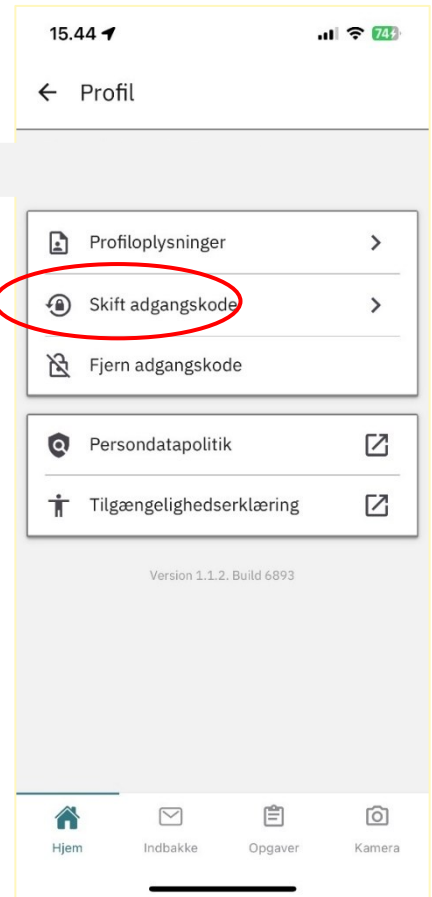 15.44
74
Profil
Profiloplysninger
Skift adgangskode
Fjern adgangskode
Persondatapolitik
Tilgængelighedserklæring
Version 1.1.2. Build 6893
Hjem Indbakke Opgaver Kamera